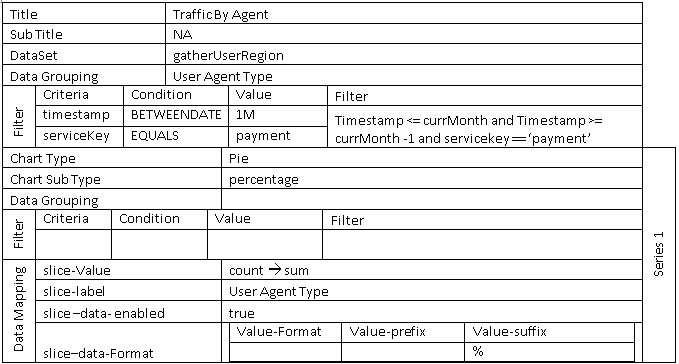 Title Traffic By Agent
Sub Title NA
DataSet gatherUserRegion
Data Grouping User Agent Type
Filter
Criteria Condition Value Filter
timestamp BETWEENDATE 1M Timestamp <= currMonth and Timestamp >=
serviceKey EQUALS payment currMonth -1 and servicekey == ‘payment’
Chart Type Pie
Chart Sub Type percentage
Data Grouping
Filter
Criteria Condition Value Filter
Series 1
Data Mapping
slice-Value count → sum
slice-label User Agent Type
slice –data- enabled true
slice–data-Format Value-Format Value-prefix Value-suffix
%